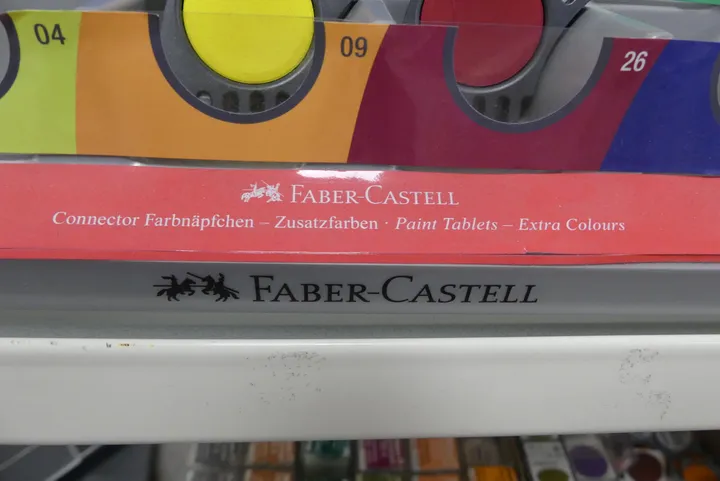 04
09
26
FABER-CASTELL
Connector Farbnäpfchen – Zusatzfarben · Paint Tablets – Extra Colours
FABER-CASTELL